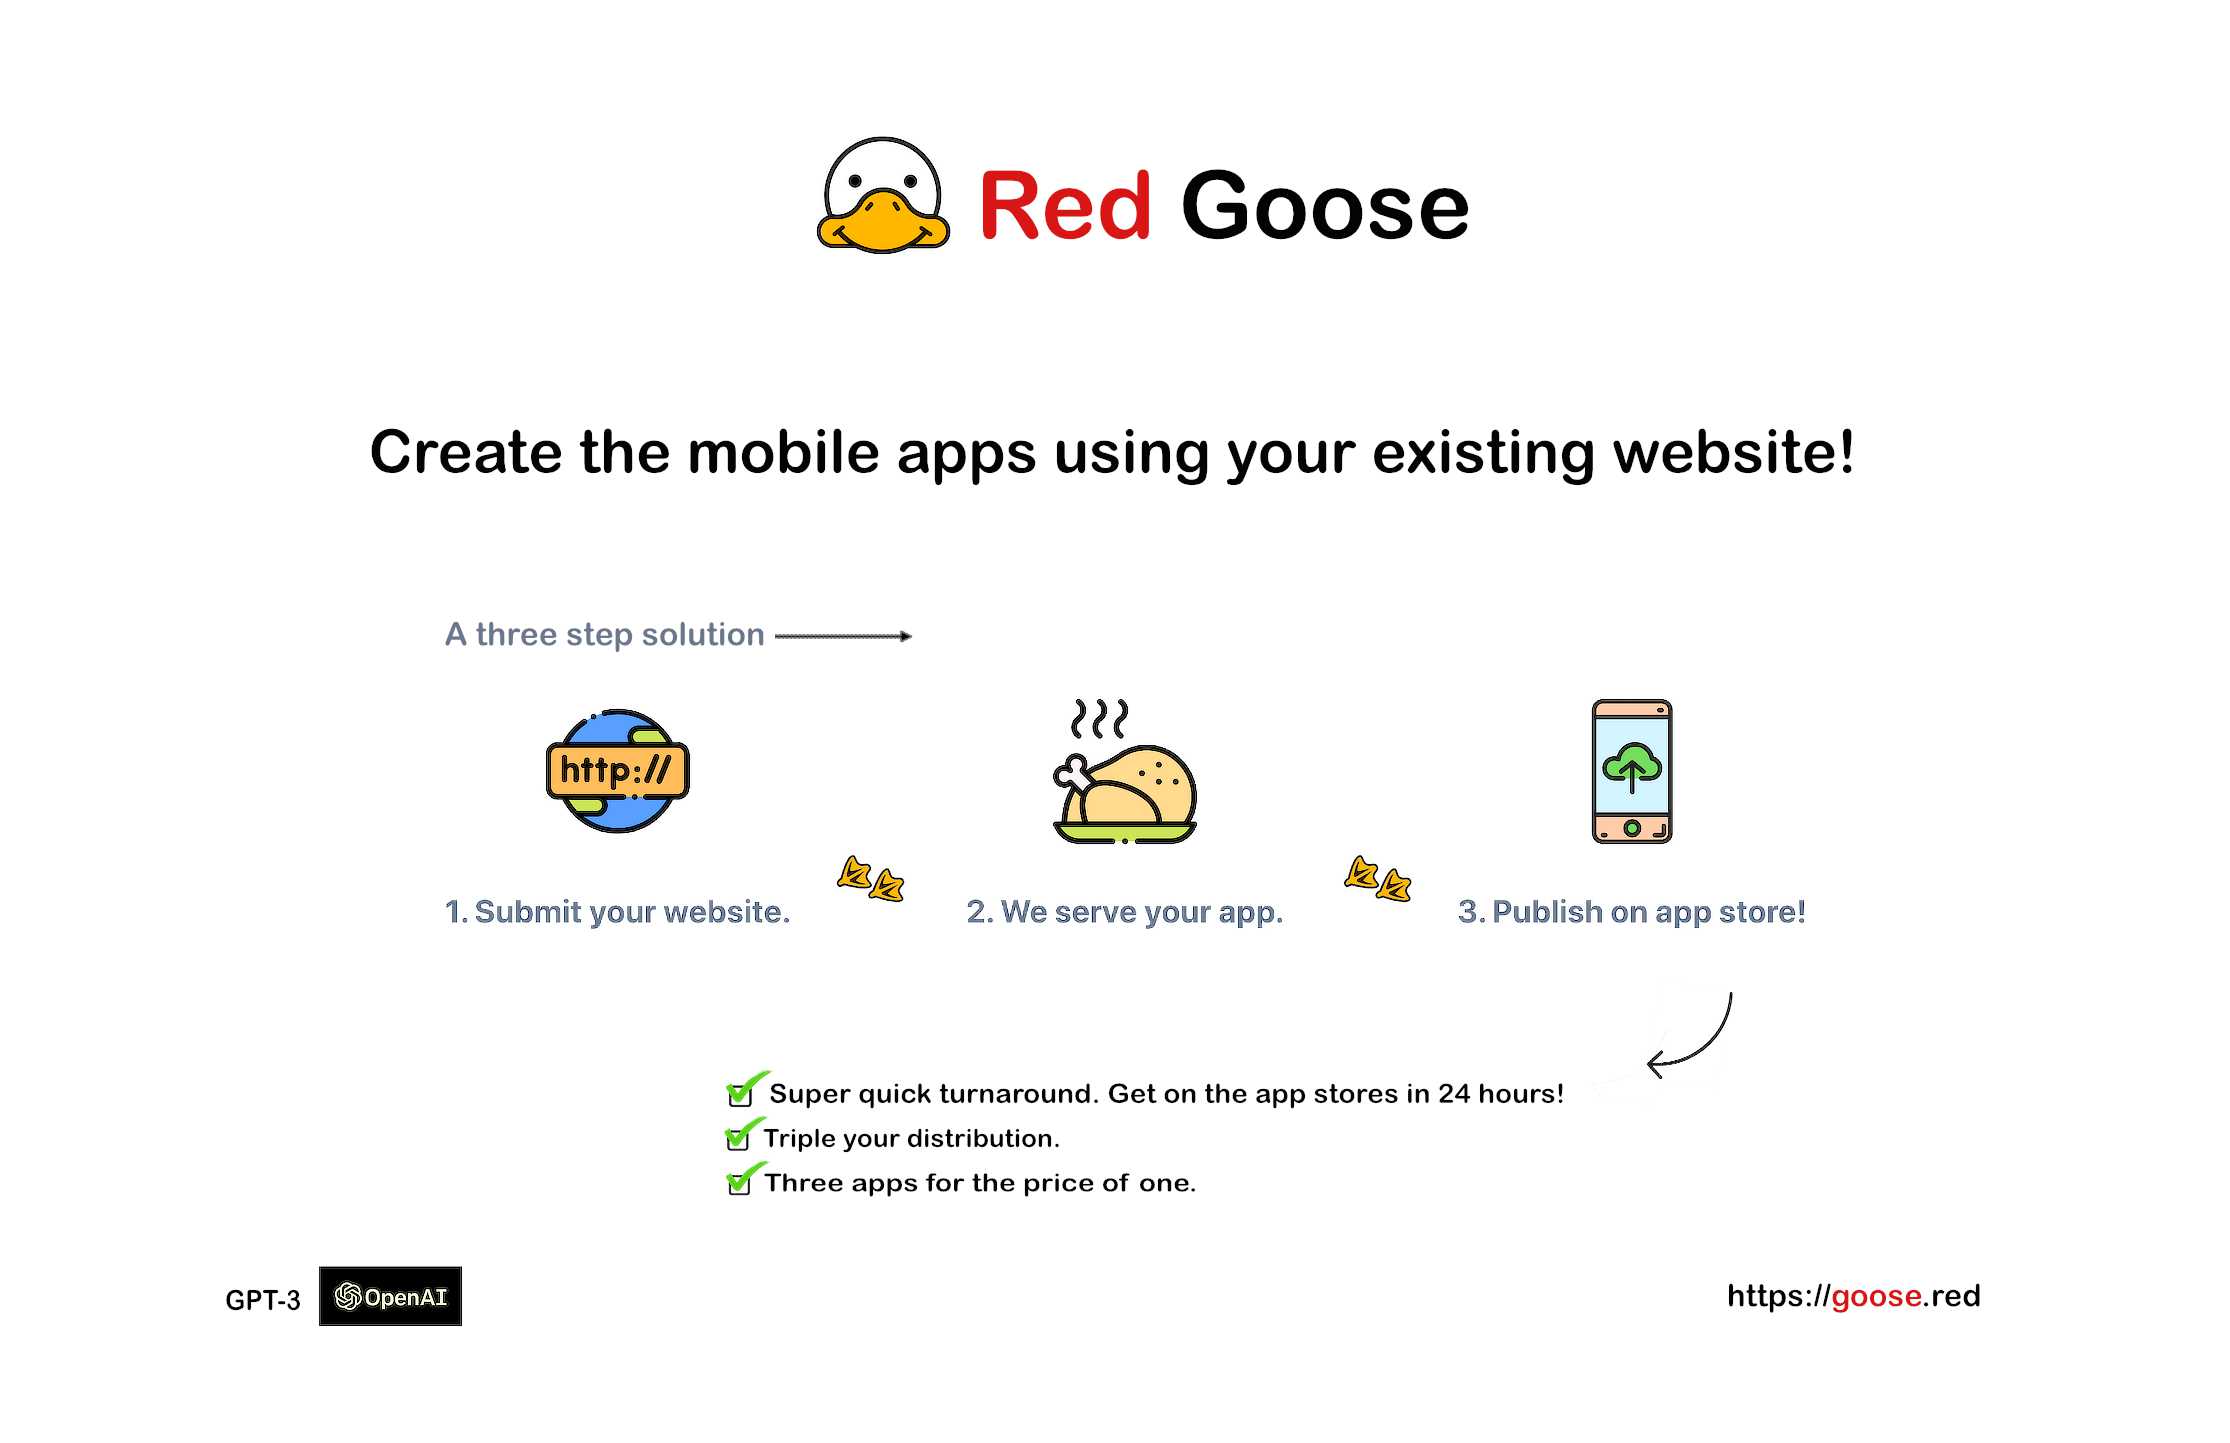 Red Goose
Create the mobile apps using your existing website!
A three step solution
http://
1. Submit your website.
2. We serve your app.
3. Publish on app store!
Super quick turnaround. Get on the app stores in 24 hours!
Triple your distribution.
Three apps for the price of one.
GPT-3 OpenAI
https://goose.red